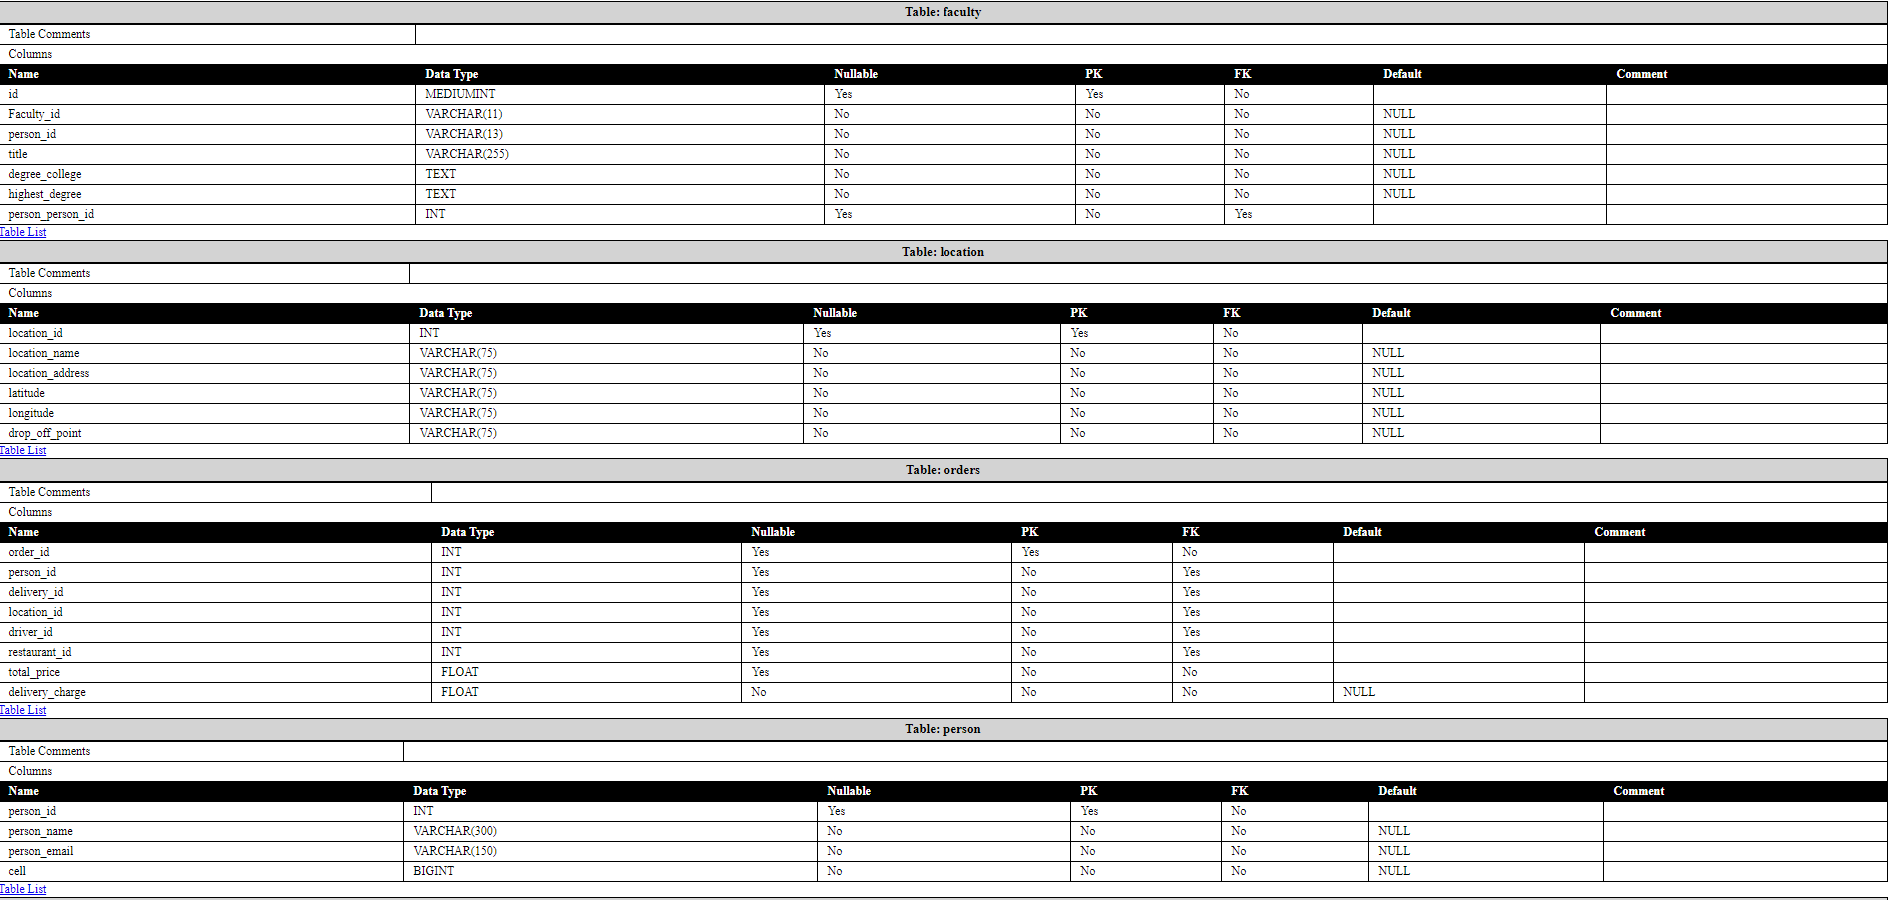 Table: faculty
Table Comments
Columns
Name Data Type Nullable PK FK Default Comment
id MEDIUMINT Yes Yes No
Faculty_id VARCHAR(11) No No No NULL
person_id VARCHAR(13) No No No NULL
title VARCHAR(255) No No No NULL
degree_college TEXT No No No NULL
highest_degree TEXT No No No NULL
person_person_id INT Yes No Yes
Table List
Table: location
Table Comments
Columns
Name Data Type Nullable PK FK Default Comment
location_id INT Yes Yes No
location_name VARCHAR(75) No No No NULL
location_address VARCHAR(75) No No No NULL
latitude VARCHAR(75) No No No NULL
longitude VARCHAR(75) No No No NULL
drop_off_point VARCHAR(75) No No No NULL
Table List
Table: orders
Table Comments
Columns
Name Data Type Nullable PK FK Default Comment
order_id INT Yes Yes No
person_id INT Yes No Yes
delivery_id INT Yes No Yes
location_id INT Yes No Yes
driver_id INT Yes No Yes
restaurant_id INT Yes No Yes
total_price FLOAT Yes No No
delivery_charge FLOAT No No No NULL
Table List
Table: person
Table Comments
Columns
Name Data Type Nullable PK FK Default Comment
person_id INT Yes Yes No
person_name VARCHAR(300) No No No NULL
person_email VARCHAR(150) No No No NULL
cell BIGINT No No No NULL
Table List